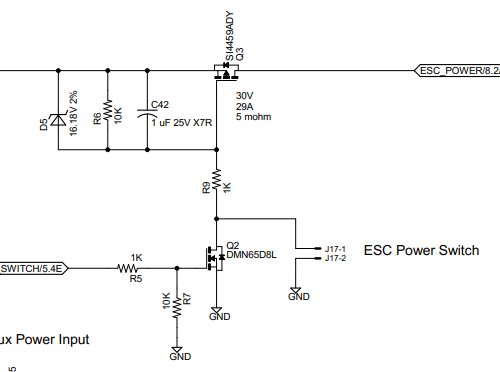 SI4459ADY
Q3
ESC_POWER/8.2
D5
16.18V 2%
R6
10K
C42
1 uF 25V X7R
30V
29A
5 mohm
R9
1K
Q2
DMN65D8L
J17-1
J17-2
ESC Power Switch
SWITCH/5.4E
1K
R5
10K
R7
GND
GND
GND
ux Power Input
5